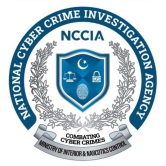 NATIONAL CYBER CRIME INVESTIGATION AGENCY
NCCIA
COMBATING
CYBER CRIMES
MINISTRY OF INTERIOR & NARCOTICS CONTROL